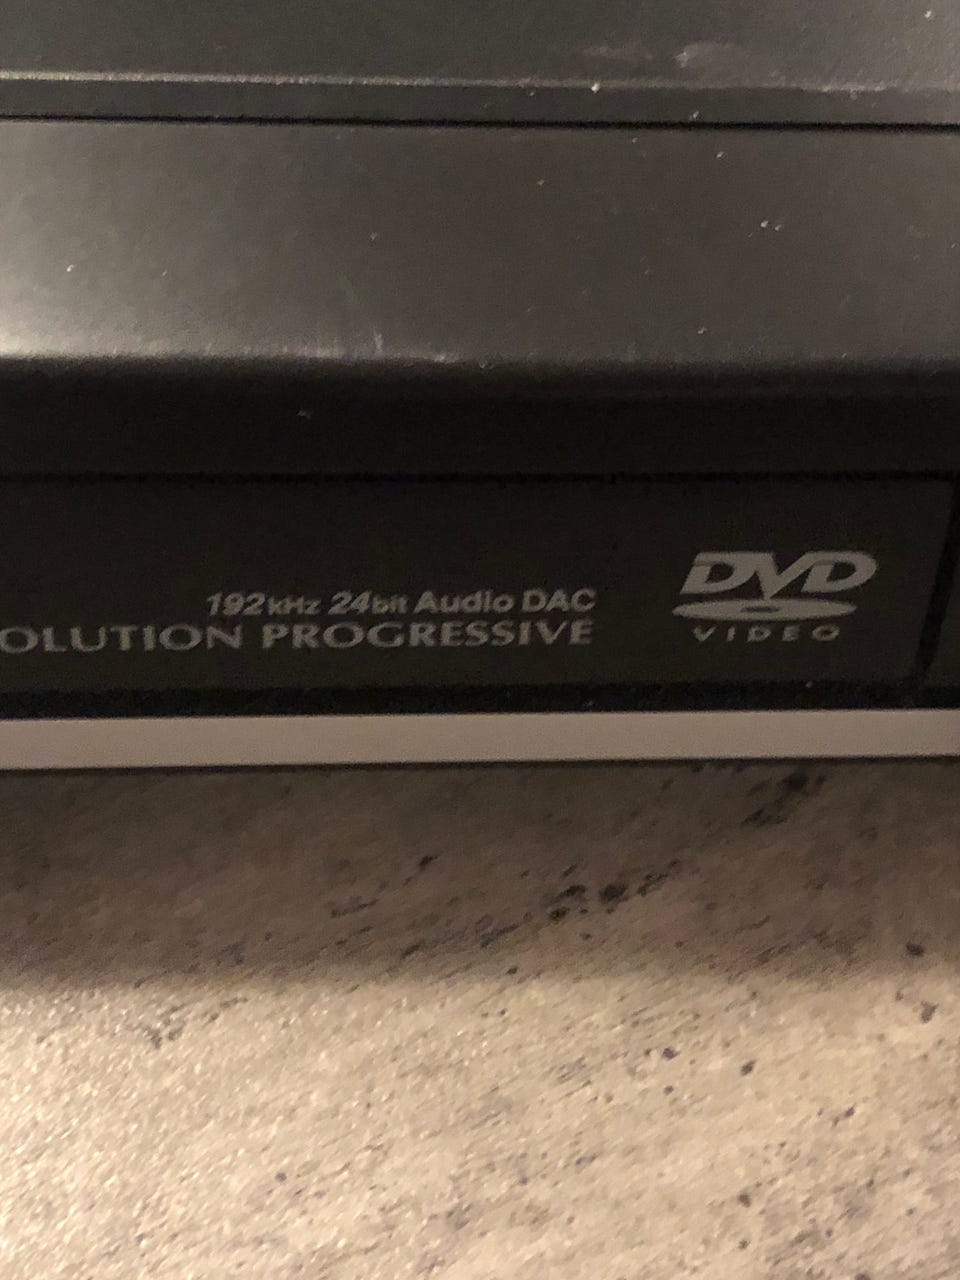 192kHz 24bit Audio DAC
OLUTION PROGRESSIVE
DVD
VIDEO